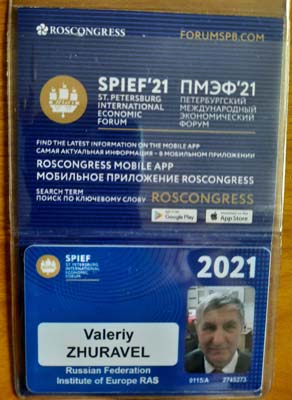 ROSCONGRESS
FORUMSPB.COM
SPIEF'21
ST. PETERSBURG
INTERNATIONAL
ECONOMIC
FORUM
ПМЭФ'21
ПЕТЕРБУРГСКИЙ
МЕЖДУНАРОДНЫЙ
ЭКОНОМИЧЕСКИЙ
ФОРУМ
FIND THE LATEST INFORMATION ON THE MOBILE APP
САМАЯ АКТУАЛЬНАЯ ИНФОРМАЦИЯ – В МОБИЛЬНОМ ПРИЛОЖЕНИИ
ROSCONGRESS MOBILE APP
МОБИЛЬНОЕ ПРИЛОЖЕНИЕ ROSCONGRESS
SEARCH TERM
ПОИСК ПО КЛЮЧЕВОМУ СЛОВУ
ROSCONGRESS
Google Play
App Store
SPIEF
ST. PETERSBURG
INTERNATIONAL
ECONOMIC
FORUM
2021
Valeriy
ZHURAVEL
Russian Federation
Institute of Europe RAS
0115/A 2745273